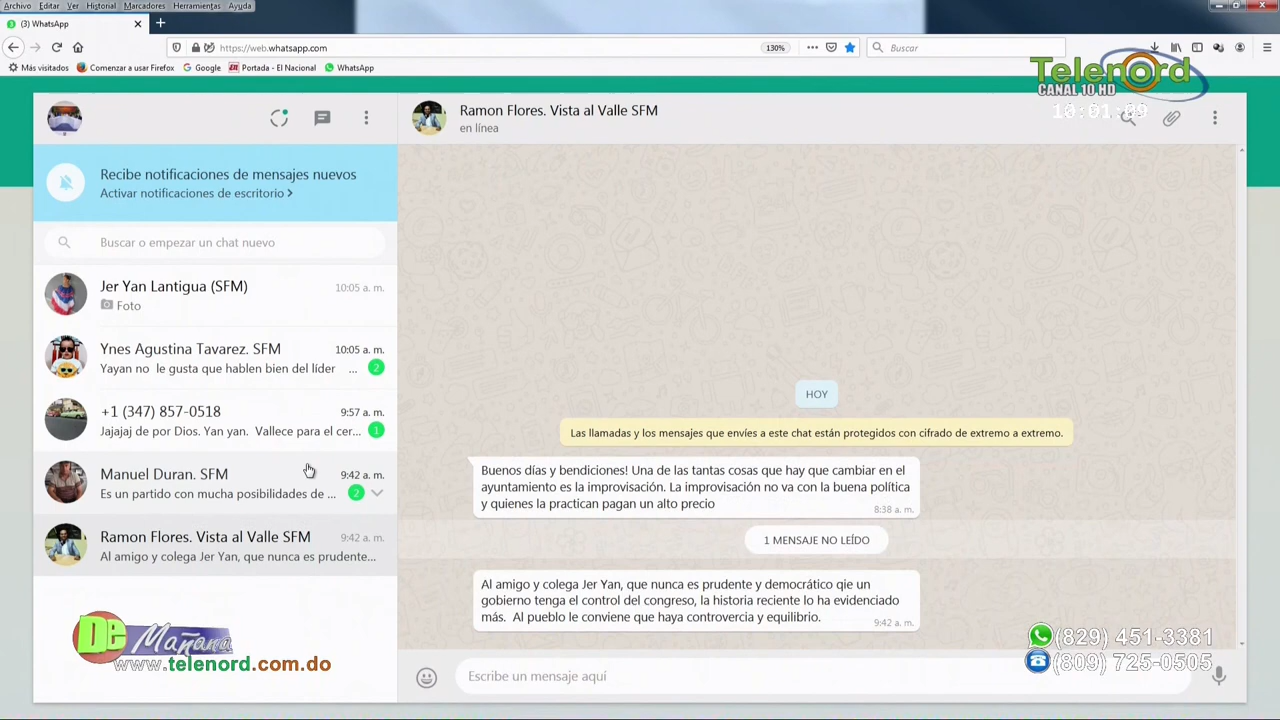 Archivo Editar Ver Historial Marcadores Herramientas Ayuda
(3) WhatsApp
https://web.whatsapp.com
130%
Buscar
Más visitados Comenzar a usar Firefox Google Portada - El Nacional WhatsApp
Telenord
CANAL 10 HD
10:01:09
Ramon Flores. Vista al Valle SFM
en línea
Recibe notificaciones de mensajes nuevos
Activar notificaciones de escritorio >
Buscar o empezar un chat nuevo
Jer Yan Lantigua (SFM) 10:05 a. m.
Foto
Ynes Agustina Tavarez. SFM 10:05 a. m.
Yayan no le gusta que hablen bien del líder ... 2
+1 (347) 857-0518 9:57 a. m.
Jajajaj de por Dios. Yan yan. Vallece para el cer... 1
Manuel Duran. SFM 9:42 a. m.
Es un partido con mucha posibilidades de ... 2
Ramon Flores. Vista al Valle SFM 9:42 a. m.
Al amigo y colega Jer Yan, que nunca es prudente...
HOY
Las llamadas y los mensajes que envíes a este chat están protegidos con cifrado de extremo a extremo.
Buenos días y bendiciones! Una de las tantas cosas que hay que cambiar en el
ayuntamiento es la improvisación. La improvisación no va con la buena política
y quienes la practican pagan un alto precio
8:38 a. m.
1 MENSAJE NO LEÍDO
Al amigo y colega Jer Yan, que nunca es prudente y democrático qie un
gobierno tenga el control del congreso, la historia reciente lo ha evidenciado
más. Al pueblo le conviene que haya controvercia y equilibrio.
9:42 a. m.
Escribe un mensaje aquí
De Mañana
www.telenord.com.do
(829) 451-3381
(809) 725-0505